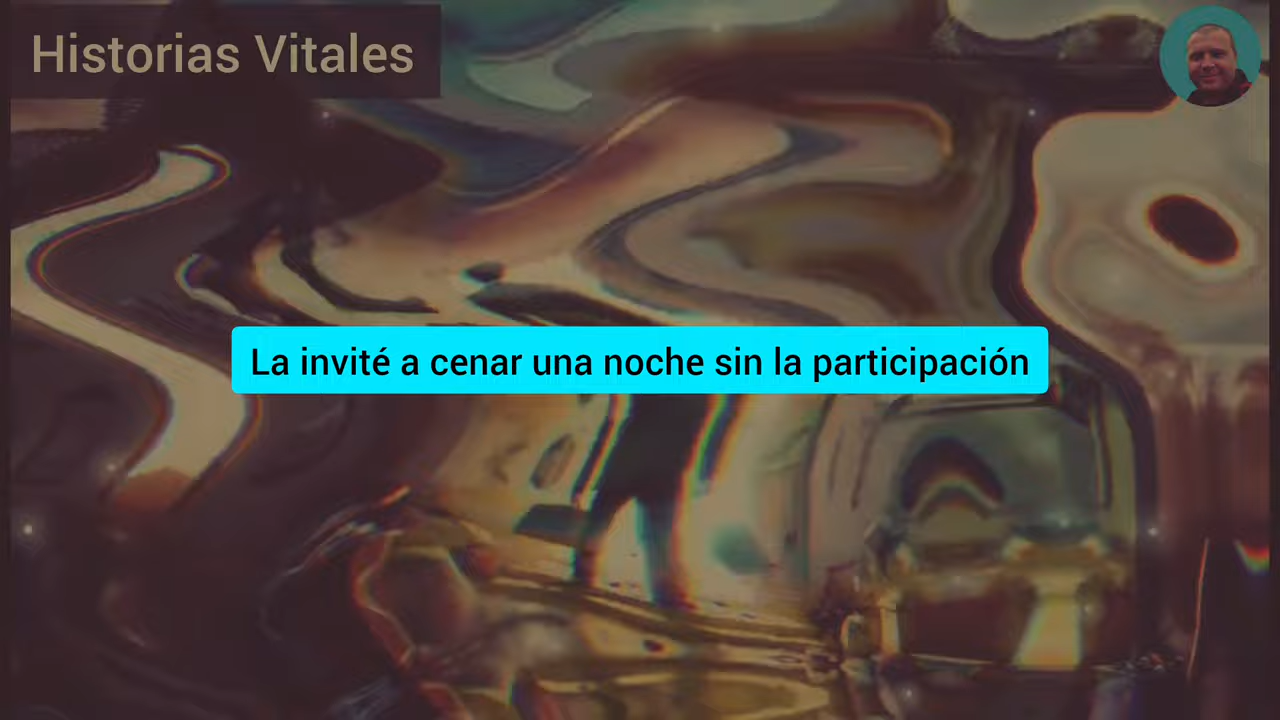 Historias Vitales
La invité a cenar una noche sin la participación